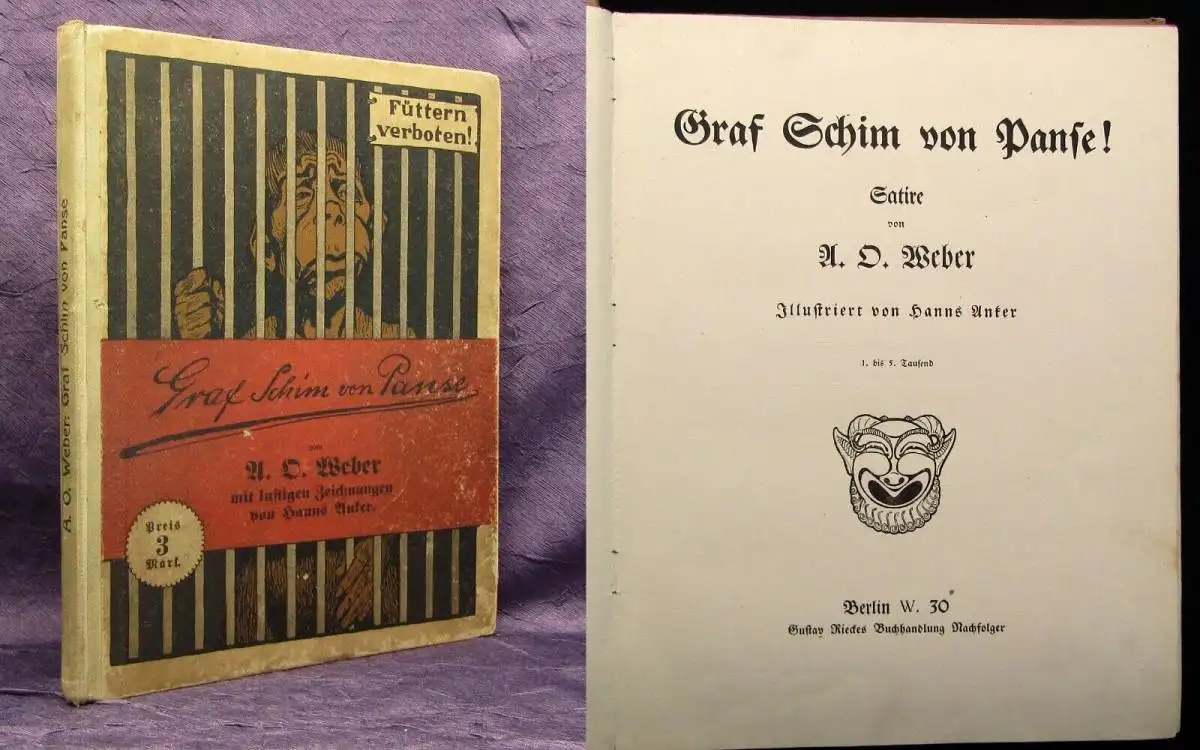 A. O. Weber: Graf Schim von Panse
Füttern
verboten!
Graf Schim von Panse
von
A. O. Weber
mit lustigen Zeichnungen
von Hanns Anker.
Preis
3
Mark.
Graf Schim von Panse!
Satire
von
A. O. Weber
Illustriert von Hanns Anker
1. bis 5. Tausend
Berlin W. 30
Gustav Rieckes Buchhandlung Nachfolger